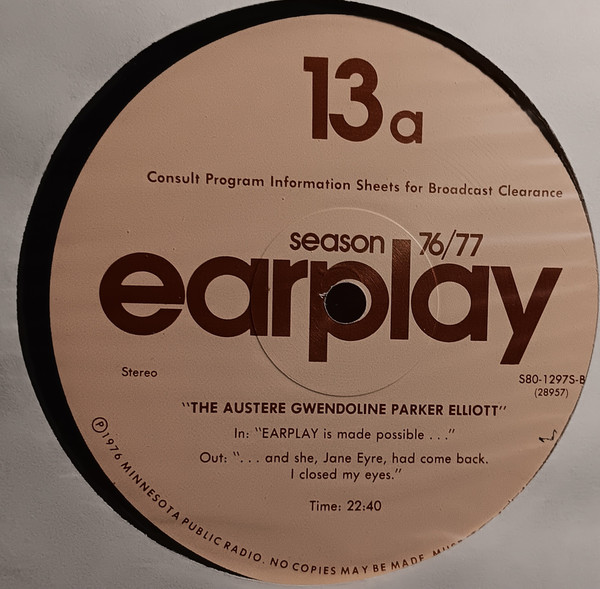 13a
Consult Program Information Sheets for Broadcast Clearance
season 76/77
earplay
Stereo
S80-1297S-B
(28957)
"THE AUSTERE GWENDOLINE PARKER ELLIOTT"
In: "EARPLAY is made possible . . ."
Out: ". . . and she, Jane Eyre, had come back.
I closed my eyes."
Time: 22:40
Ⓟ1976 MINNESOTA PUBLIC RADIO. NO COPIES MAY BE MADE.